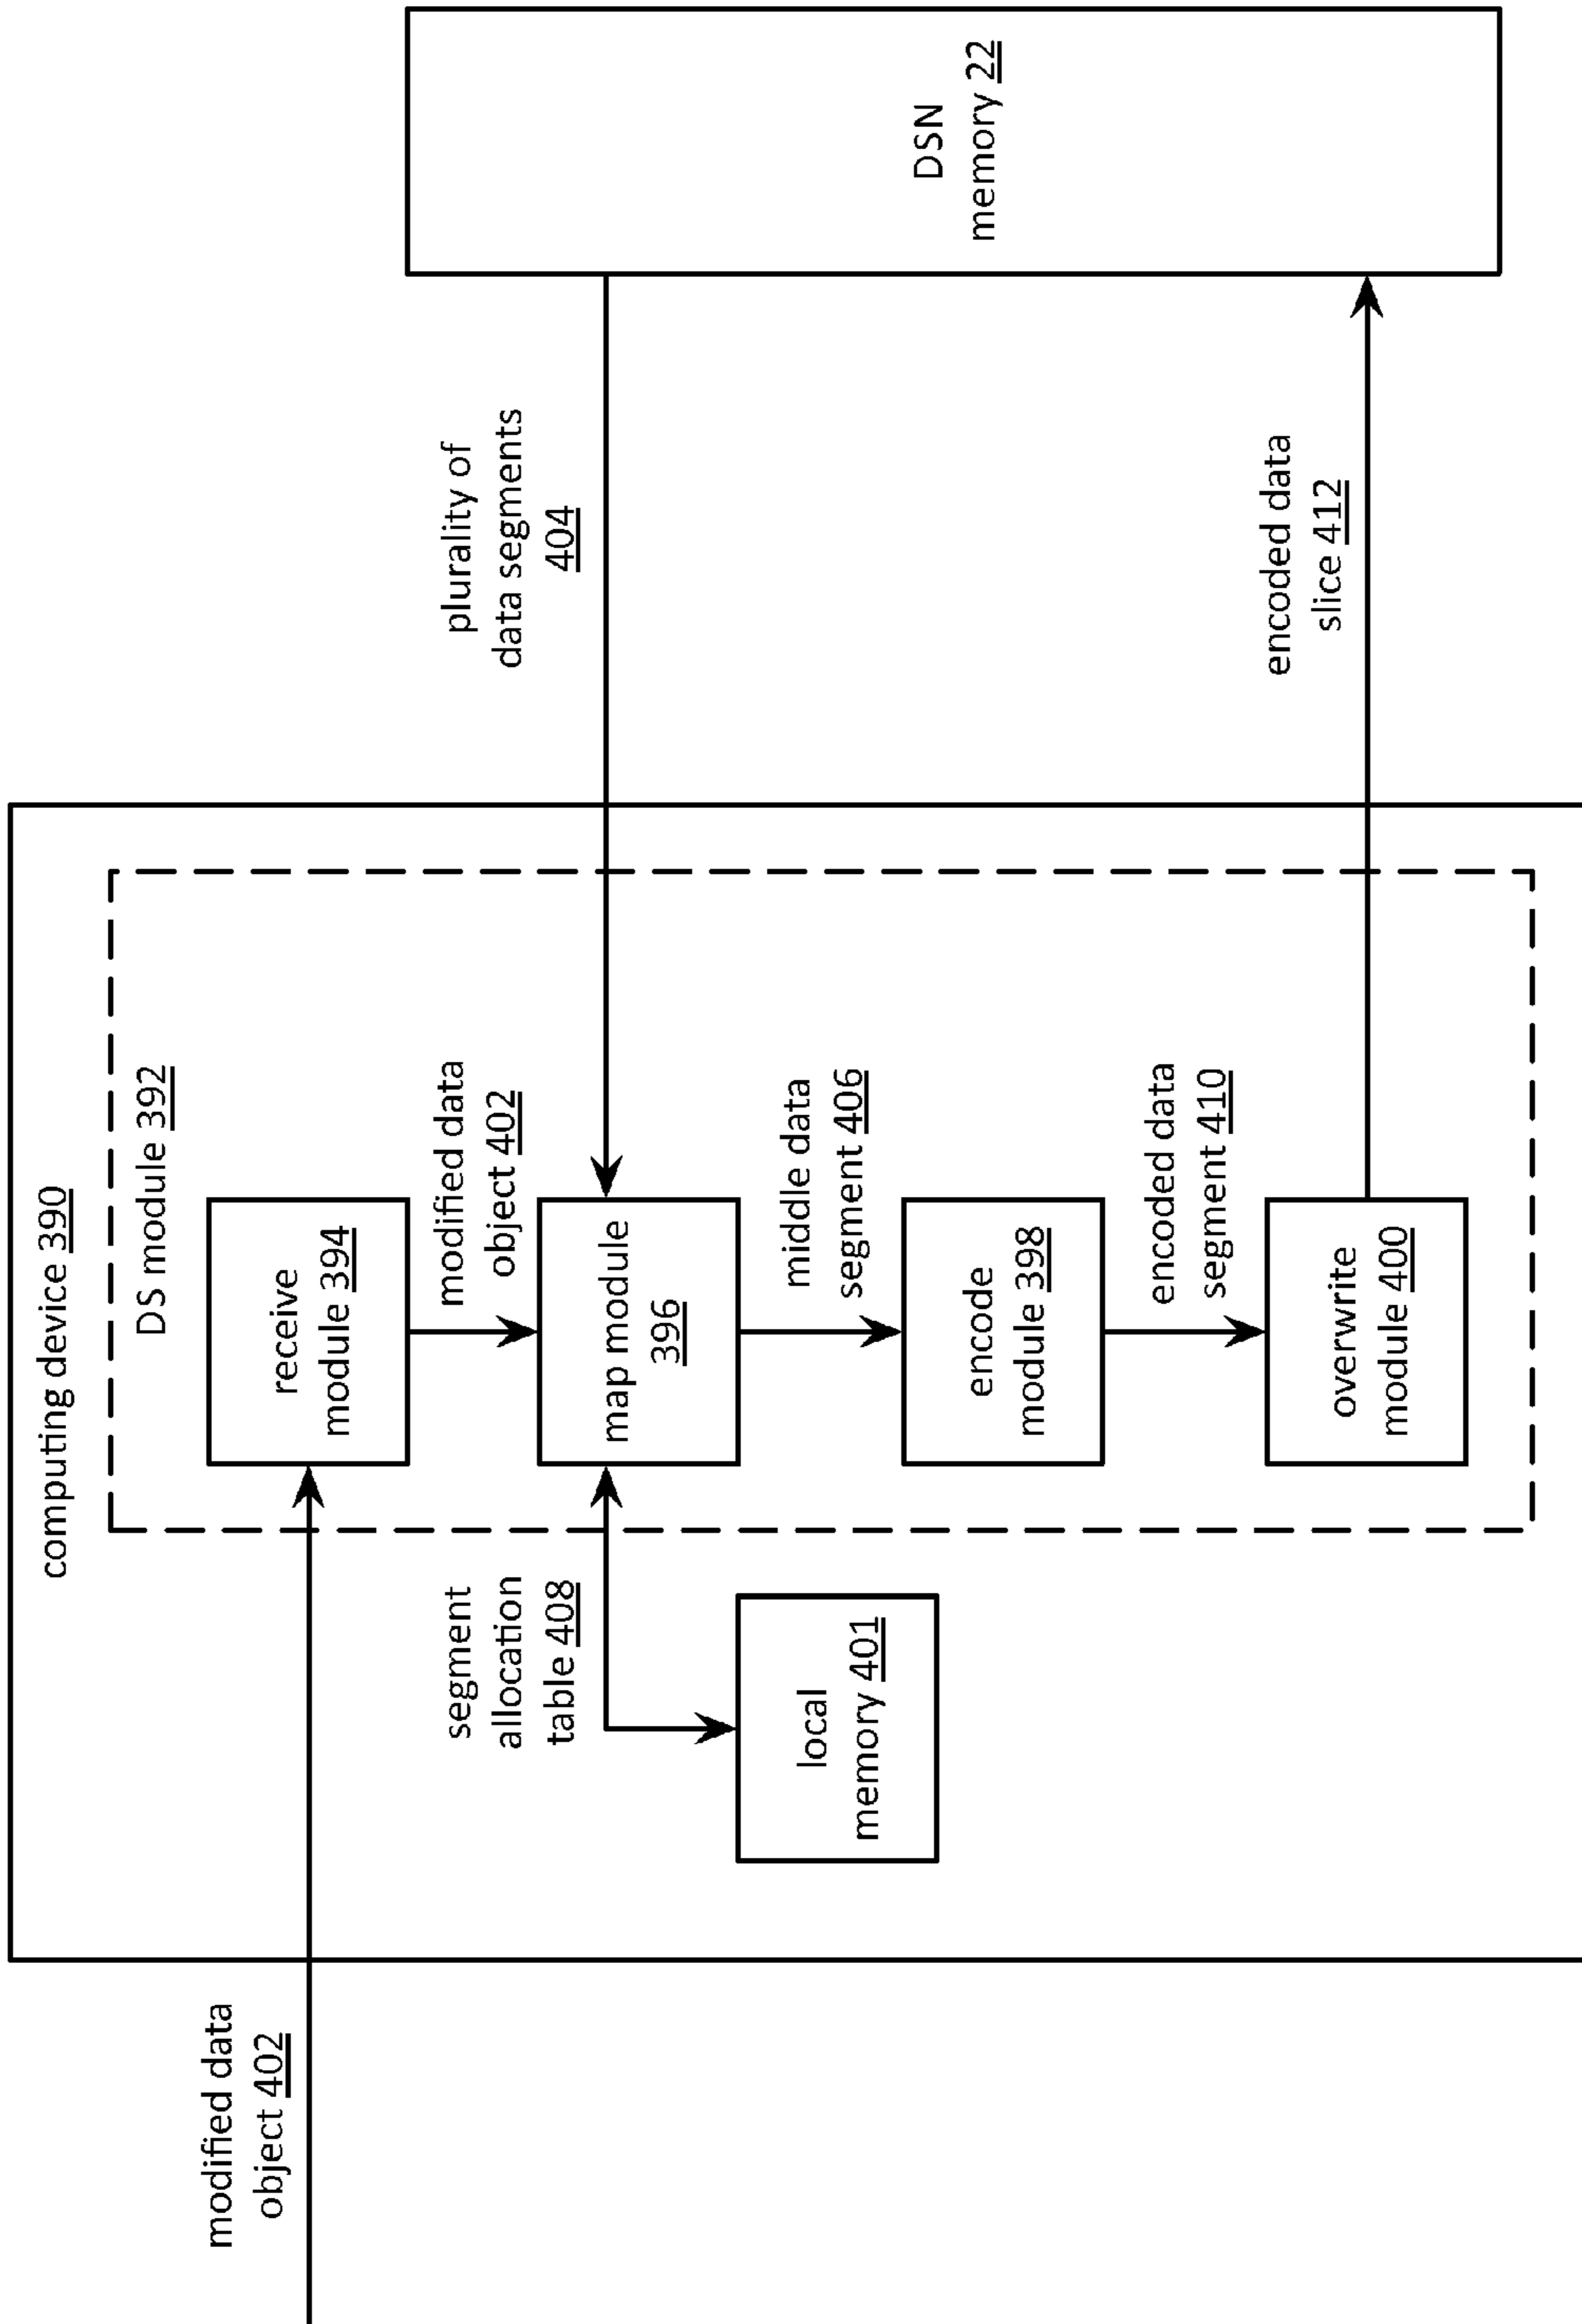 computing device 390
DS module 392
modified data
object 402
receive
module 394
modified data
object 402
segment
allocation
table 408
map module
396
plurality of
data segments
404
DSN
memory 22
local
memory 401
middle data
segment 406
encode
module 398
encoded data
segment 410
overwrite
module 400
encoded data
slice 412